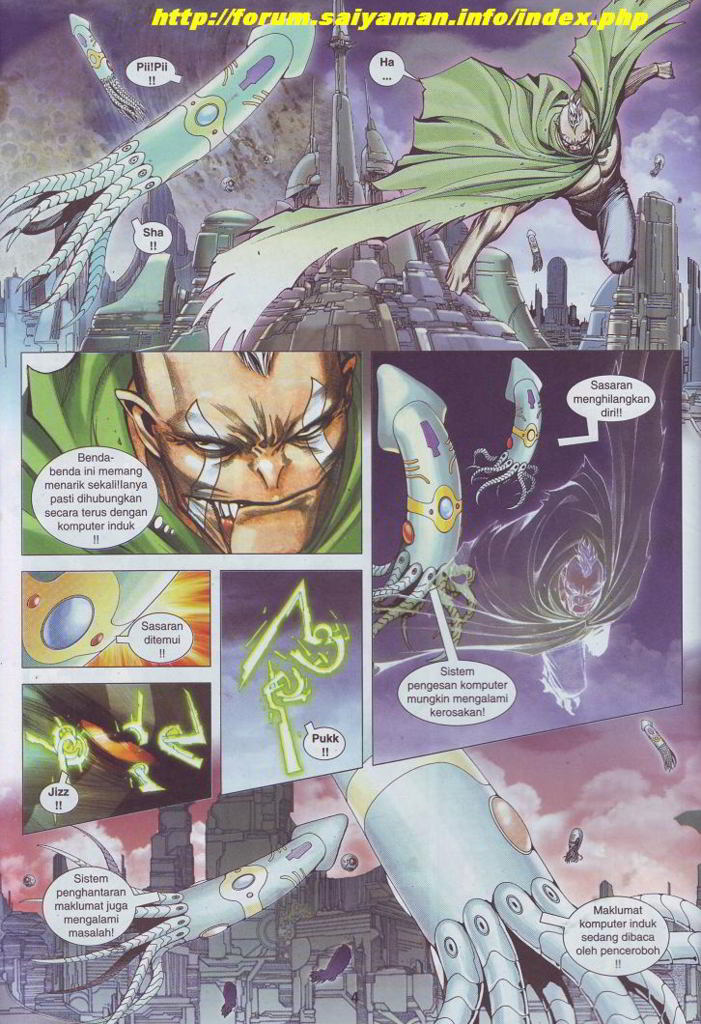 http://forum.saiyaman.info/index.php
Pii!Pii
!!
Ha
...
Sha
!!
Benda-
benda ini memang
menarik sekali!Ianya
pasti dihubungkan
secara terus dengan
komputer induk
!!
Sasaran
menghilangkan
diri!!
Sistem
pengesan komputer
mungkin mengalami
kerosakan!
Sasaran
ditemui
!!
Pukk
!!
Jizz
!!
Sistem
penghantaran
maklumat juga
mengalami
masalah!
Maklumat
komputer induk
sedang dibaca
oleh penceroboh
!!
4